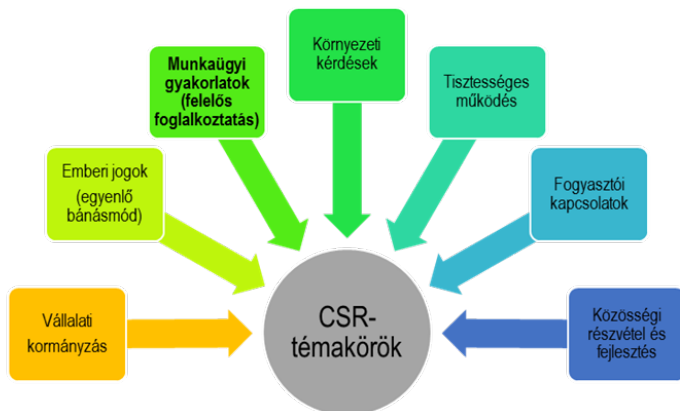 Vállalati
kormányzás
Emberi jogok
(egyenlő
bánásmód)
Munkaügyi
gyakorlatok
(felelős
foglalkoztatás)
Környezeti
kérdések
Tisztességes
működés
Fogyasztói
kapcsolatok
Közösségi
részvétel és
fejlesztés
CSR-
témakörök